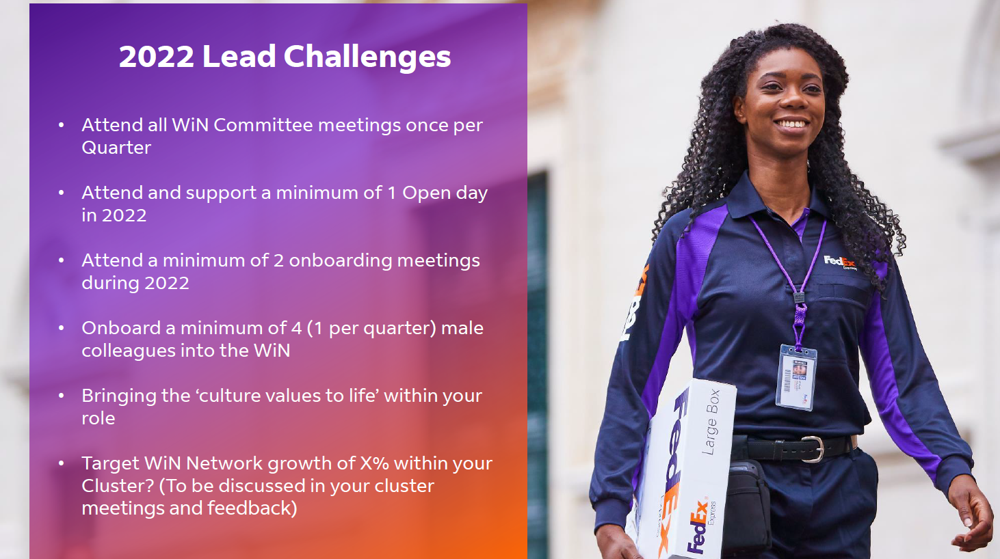 2022 Lead Challenges
• Attend all WiN Committee meetings once per
Quarter
• Attend and support a minimum of 1 Open day
in 2022
• Attend a minimum of 2 onboarding meetings
during 2022
• Onboard a minimum of 4 (1 per quarter) male
colleagues into the WiN
• Bringing the ‘culture values to life’ within your
role
• Target WiN Network growth of X% within your
Cluster? (To be discussed in your cluster
meetings and feedback)
FedEx
Express
FedEx
Large Box
FedEx
FedEx
Express